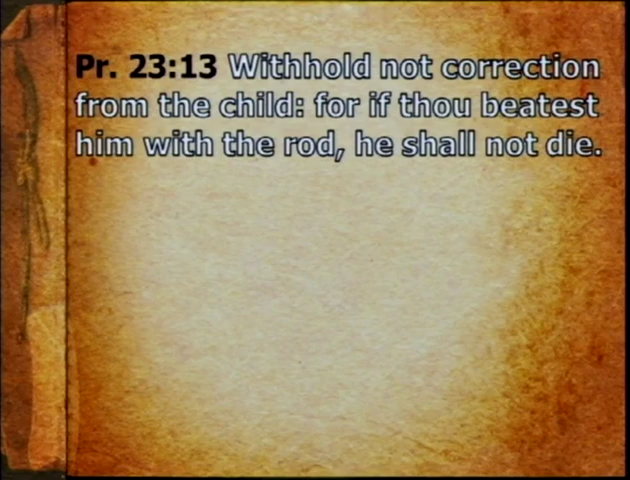 Pr. 23:13 Withhold not correction
from the child: for if thou beatest
him with the rod, he shall not die.